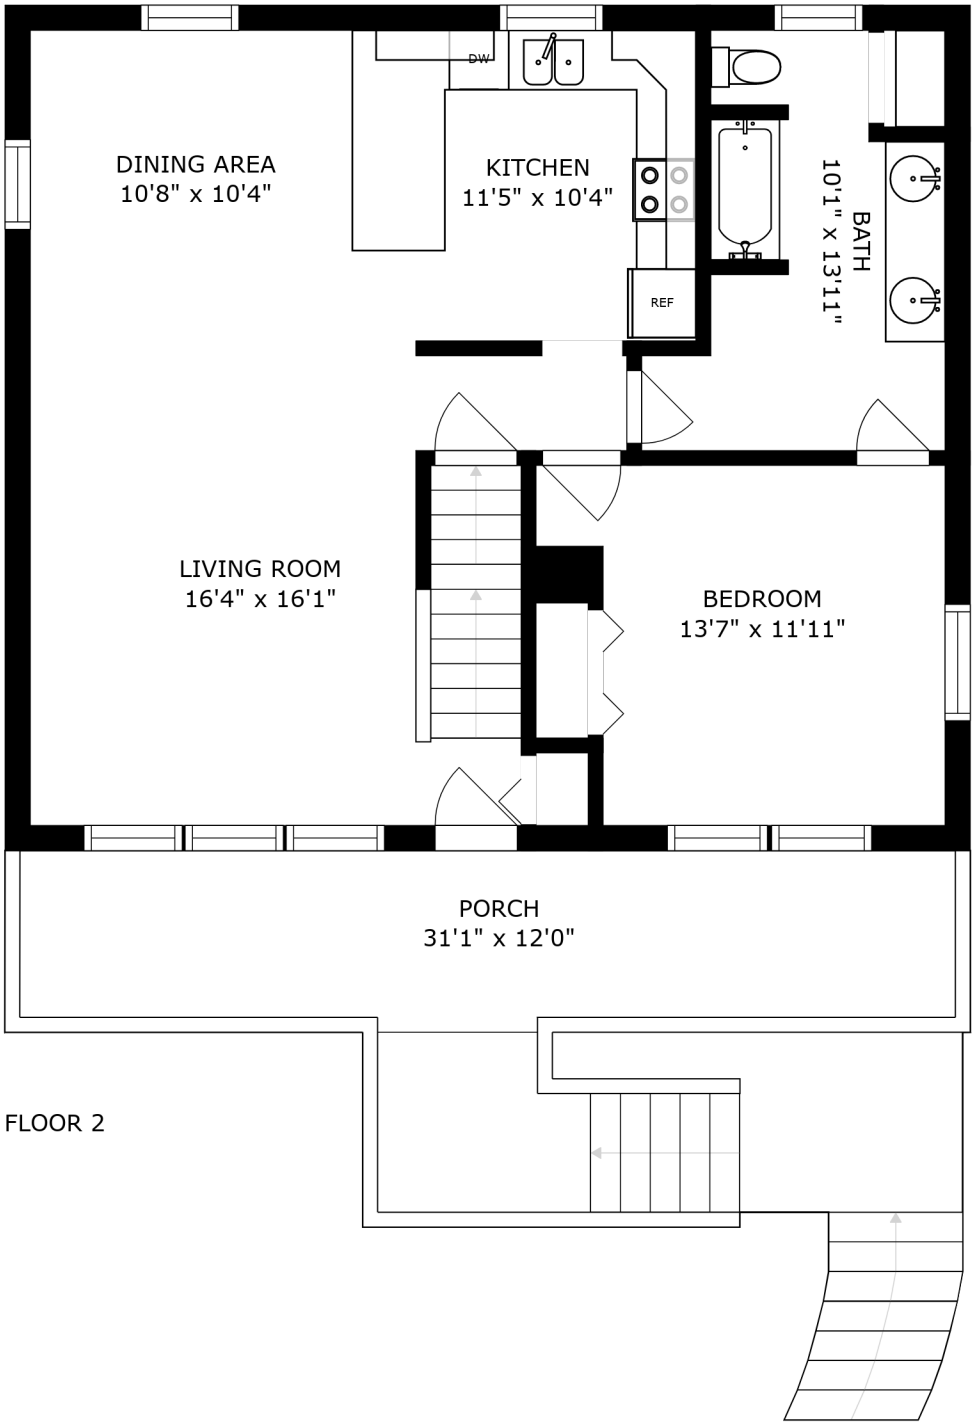 DW
DINING AREA
10'8" x 10'4"
KITCHEN
11'5" x 10'4"
BATH
10'1" x 13'11"
REF
LIVING ROOM
16'4" x 16'1"
BEDROOM
13'7" x 11'11"
PORCH
31'1" x 12'0"
FLOOR 2